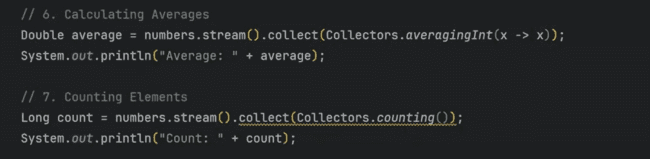 // 6. Calculating Averages
Double average = numbers.stream().collect(Collectors.averagingInt(x -> x));
System.out.println("Average: " + average);
// 7. Counting Elements
Long count = numbers.stream().collect(Collectors.counting());
System.out.println("Count: " + count);